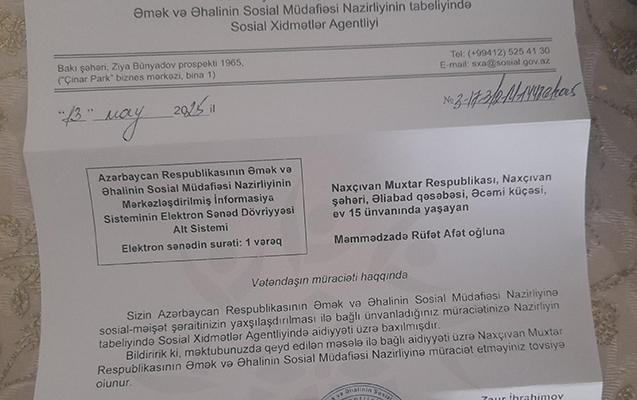 Əmək və Əhalinin Sosial Müdafiəsi Nazirliyinin tabeliyində
Sosial Xidmətlər Agentliyi
Bakı şəhəri, Ziya Bünyadov prospekti 1965,
("Çinar Park" biznes mərkəzi, bina 1)
Tel: (+99412) 525 41 30
E-mail: sxa@sosial.gov.az
"13" may 2025 il
№
Azərbaycan Respublikasının Əmək və
Əhalinin Sosial Müdafiəsi Nazirliyinin
Mərkəzləşdirilmiş İnformasiya
Sisteminin Elektron Sənəd Dövriyyəsi
Alt Sistemi
Elektron sənədin surəti: 1 vərəq
Naxçıvan Muxtar Respublikası, Naxçıvan
şəhəri, Əliabad qəsəbəsi, Əcəmi küçəsi,
ev 15 ünvanında yaşayan
Məmmədzadə Rüfət Afət oğluna
Vətəndaşın müraciəti haqqında
Sizin Azərbaycan Respublikasının Əmək və Əhalinin Sosial Müdafiəsi Nazirliyinə
sosial-məişət şəraitinizin yaxşılaşdırılması ilə bağlı ünvanladığınız müraciətinizə Nazirliyin
tabeliyində Sosial Xidmətlər Agentliyində aidiyyəti üzrə baxılmışdır.
Bildiririk ki, məktubunuzda qeyd edilən məsələ ilə bağlı aidiyyəti üzrə Naxçıvan Muxtar
Respublikasının Əmək və Əhalinin Sosial Müdafiəsi Nazirliyinə müraciət etməyiniz tövsiyə
olunur.
Zaur İbrahimov